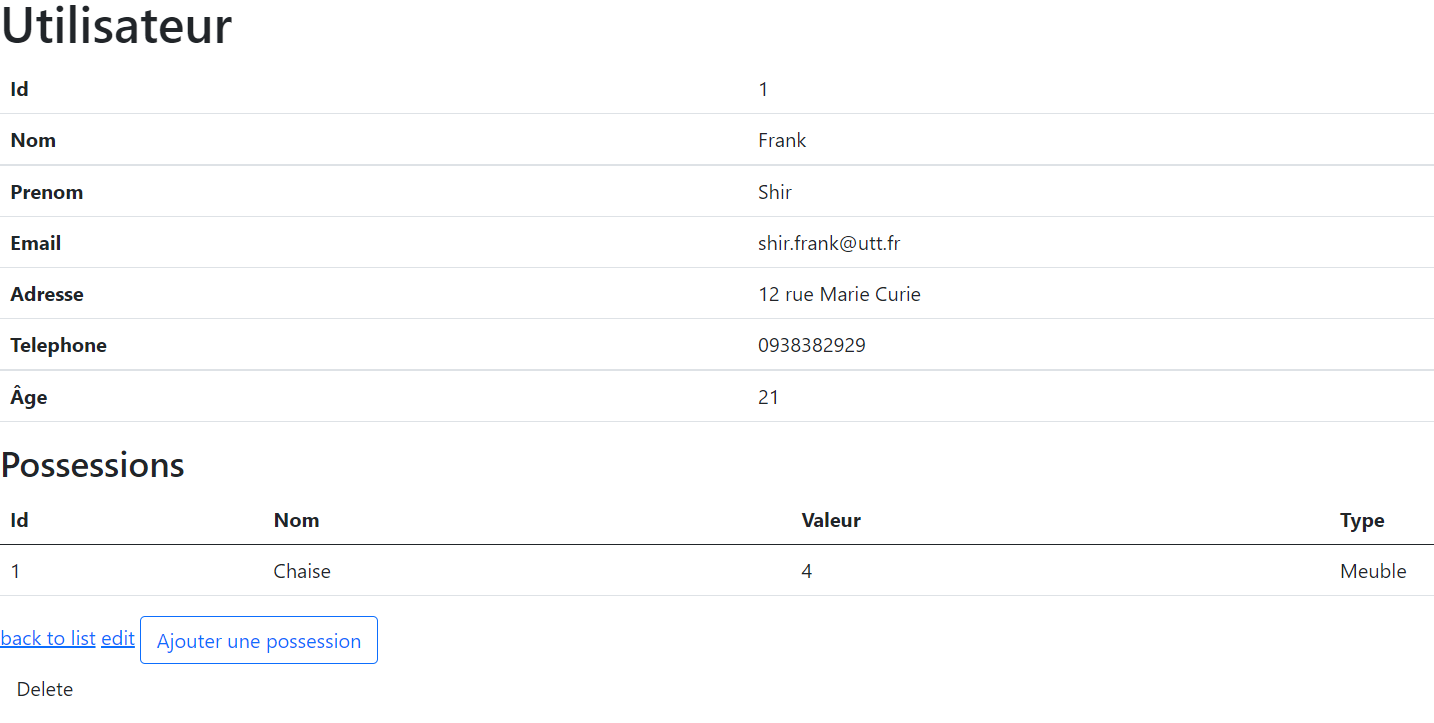 Utilisateur
Id 1
Nom Frank
Prenom Shir
Email shir.frank@utt.fr
Adresse 12 rue Marie Curie
Telephone 0938382929
Âge 21
Possessions
Id Nom Valeur Type
1 Chaise 4 Meuble
back to list edit Ajouter une possession
Delete